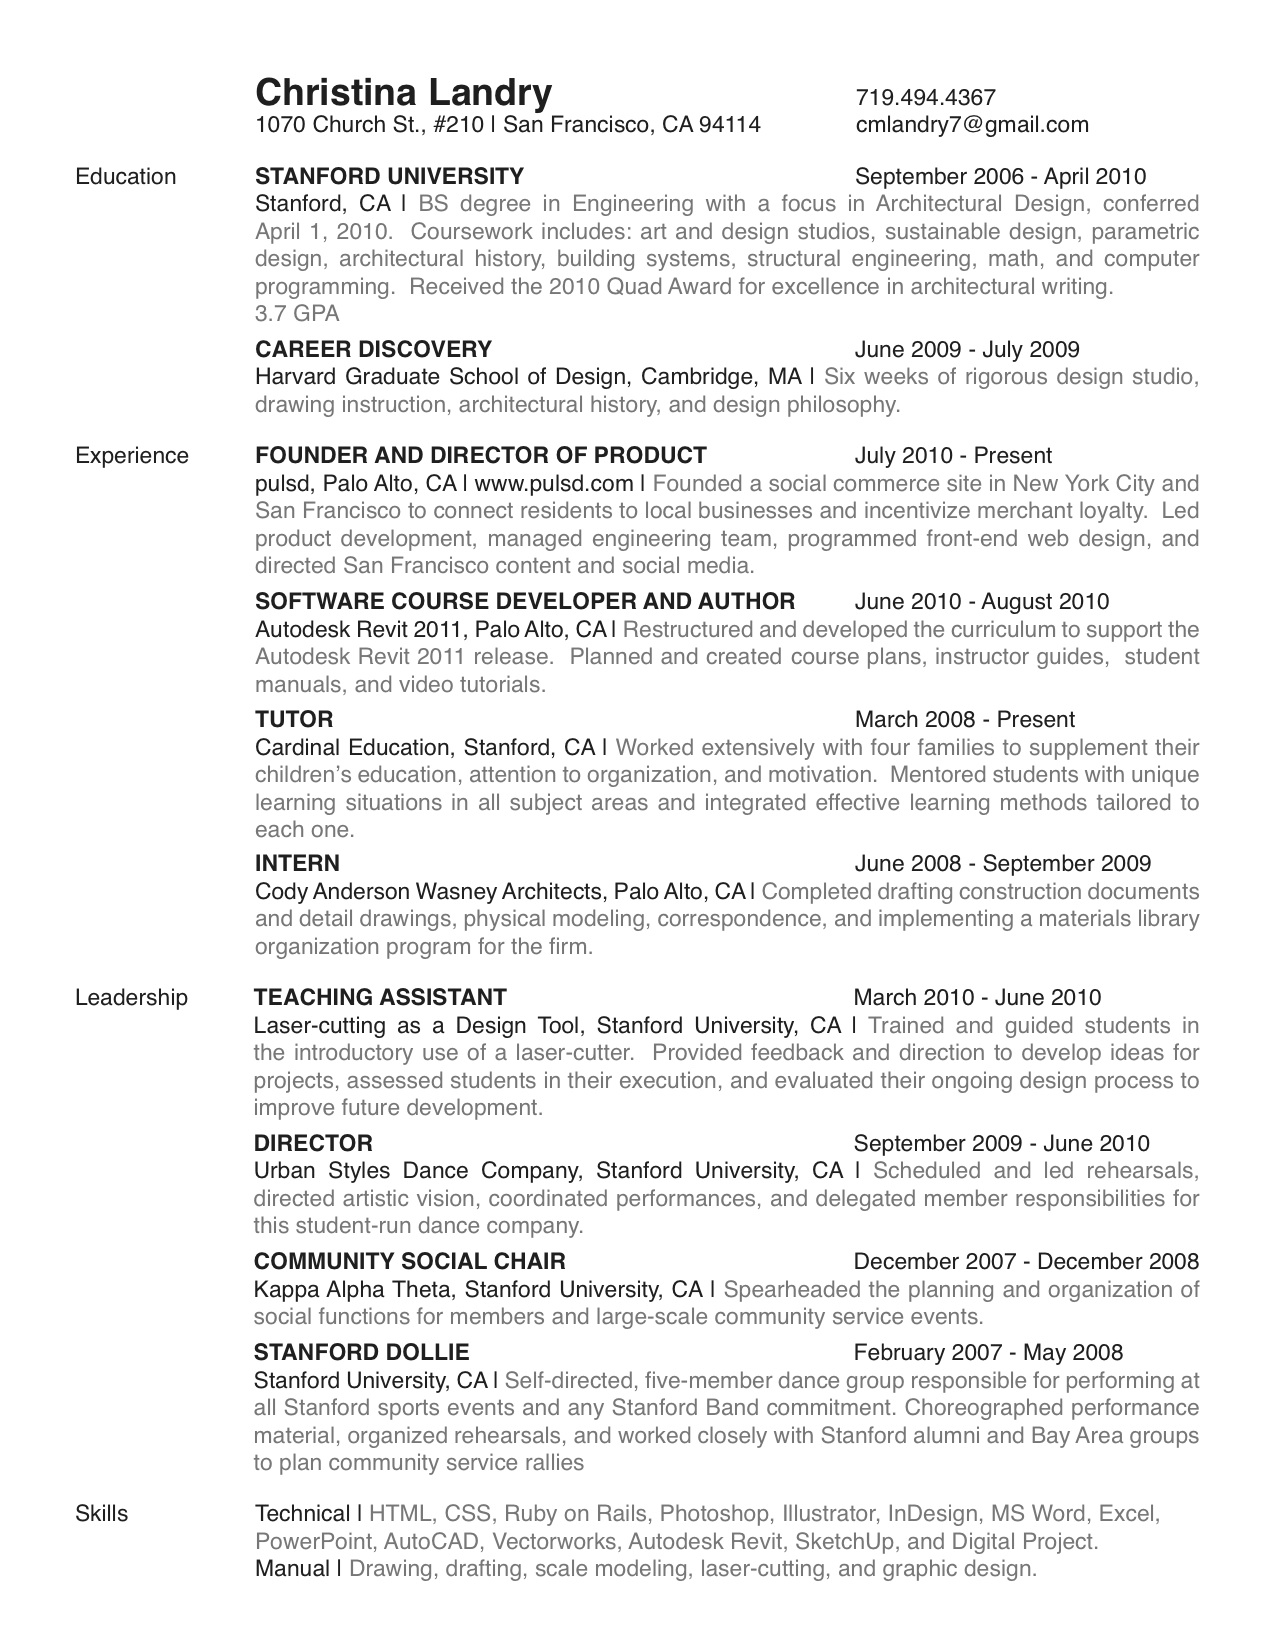 Christina Landry 719.494.4367
1070 Church St., #210 | San Francisco, CA 94114 cmlandry7@gmail.com
Education STANFORD UNIVERSITY September 2006 - April 2010
Stanford, CA | BS degree in Engineering with a focus in Architectural Design, conferred
April 1, 2010. Coursework includes: art and design studios, sustainable design, parametric
design, architectural history, building systems, structural engineering, math, and computer
programming. Received the 2010 Quad Award for excellence in architectural writing.
3.7 GPA
CAREER DISCOVERY June 2009 - July 2009
Harvard Graduate School of Design, Cambridge, MA | Six weeks of rigorous design studio,
drawing instruction, architectural history, and design philosophy.
Experience FOUNDER AND DIRECTOR OF PRODUCT July 2010 - Present
pulsd, Palo Alto, CA | www.pulsd.com | Founded a social commerce site in New York City and
San Francisco to connect residents to local businesses and incentivize merchant loyalty. Led
product development, managed engineering team, programmed front-end web design, and
directed San Francisco content and social media.
SOFTWARE COURSE DEVELOPER AND AUTHOR June 2010 - August 2010
Autodesk Revit 2011, Palo Alto, CA | Restructured and developed the curriculum to support the
Autodesk Revit 2011 release. Planned and created course plans, instructor guides, student
manuals, and video tutorials.
TUTOR March 2008 - Present
Cardinal Education, Stanford, CA | Worked extensively with four families to supplement their
children's education, attention to organization, and motivation. Mentored students with unique
learning situations in all subject areas and integrated effective learning methods tailored to
each one.
INTERN June 2008 - September 2009
Cody Anderson Wasney Architects, Palo Alto, CA | Completed drafting construction documents
and detail drawings, physical modeling, correspondence, and implementing a materials library
organization program for the firm.
Leadership TEACHING ASSISTANT March 2010 - June 2010
Laser-cutting as a Design Tool, Stanford University, CA | Trained and guided students in
the introductory use of a laser-cutter. Provided feedback and direction to develop ideas for
projects, assessed students in their execution, and evaluated their ongoing design process to
improve future development.
DIRECTOR September 2009 - June 2010
Urban Styles Dance Company, Stanford University, CA | Scheduled and led rehearsals,
directed artistic vision, coordinated performances, and delegated member responsibilities for
this student-run dance company.
COMMUNITY SOCIAL CHAIR December 2007 - December 2008
Kappa Alpha Theta, Stanford University, CA | Spearheaded the planning and organization of
social functions for members and large-scale community service events.
STANFORD DOLLIE February 2007 - May 2008
Stanford University, CA | Self-directed, five-member dance group responsible for performing at
all Stanford sports events and any Stanford Band commitment. Choreographed performance
material, organized rehearsals, and worked closely with Stanford alumni and Bay Area groups
to plan community service rallies
Skills Technical | HTML, CSS, Ruby on Rails, Photoshop, Illustrator, InDesign, MS Word, Excel,
PowerPoint, AutoCAD, Vectorworks, Autodesk Revit, SketchUp, and Digital Project.
Manual | Drawing, drafting, scale modeling, laser-cutting, and graphic design.